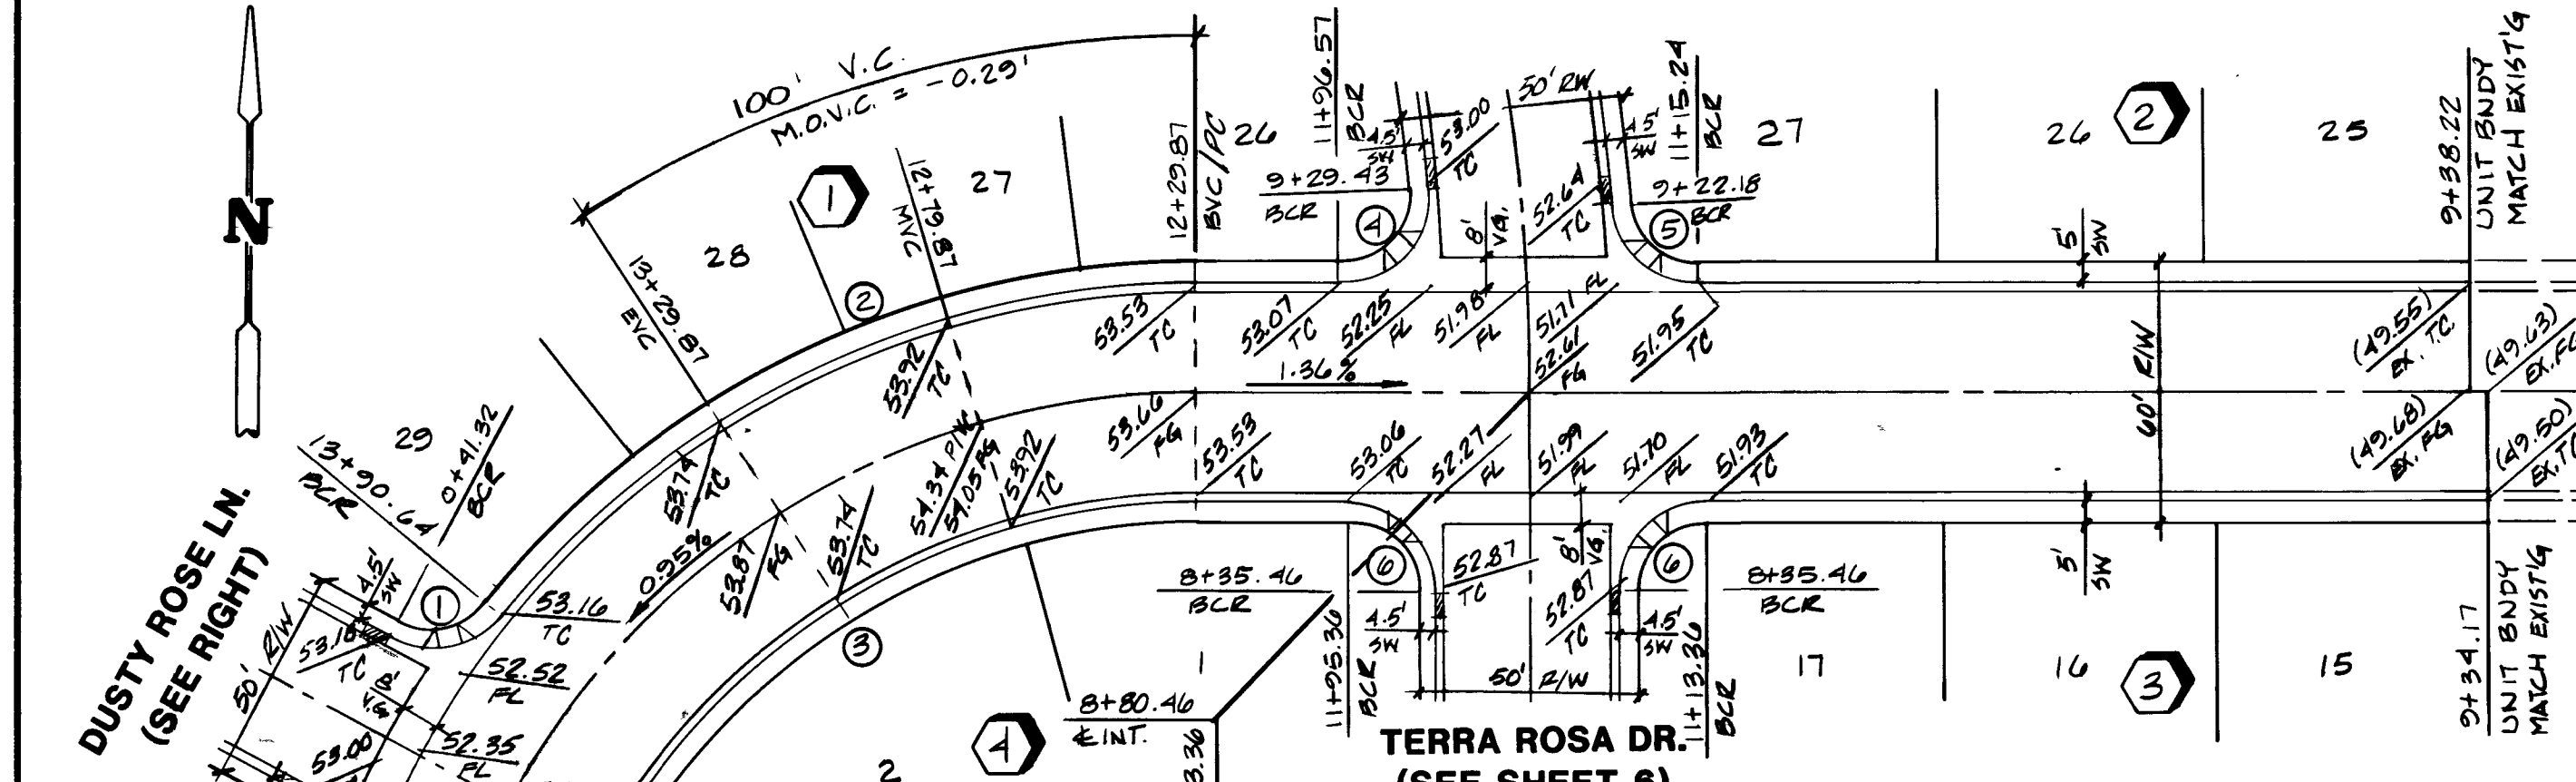 N
100' V.C.
M.O.V.C. = -0.29'
1
27
28
29
26
12+29.87
BVC/PC
12+79.87
MVC
13+29.87
EVC
13+90.64
BCR
0+41.32
BCR
2
11+96.57
BCR
9+29.43
BCR
4
4.5'
SW
53.00
TC
50' RW
52.64
TC
8'
VG.
4.5'
SW
11+15.24
BCR
9+22.18
BCR
5
27
26
2
25
9+38.22
UNIT BNDY
MATCH EXIST'G
5'
SW
60' R/W
53.53
TC
53.07
TC
52.25
FL
51.98
FL
51.71 FL
52.61
FG
51.95
TC
(49.55)
EX. TC.
(49.63)
EX. FG
1.36%
53.92
TC
53.66
FG
53.53
TC
53.06
TC
52.27
FL
51.99
FL
51.70
FL
51.93
TC
(49.68)
EX. FG
(49.50)
53.74
TC
0.95%
53.87
FG
53.74
TC
54.05 FG
53.92
TC
3
DUSTY ROSE LN.
(SEE RIGHT)
50' R/W
4.5'
SW
1
53.16
TC
TC
8'
V.G.
52.52
FL
53.00
52.35
FL
8+35.46
BCR
6
52.87
TC
8'
VG.
52.87
TC
6
8+35.46
BCR
4.5'
SW
4.5'
SW
50' R/W
11+95.36
BCR
11+13.36
BCR
1
8+80.46
℄ INT.
4
2
3.36
17
16
3
15
5'
SW
9+34.17
UNIT BNDY
MATCH EXIST'G
TERRA ROSA DR.
(SEE SHEET 6)